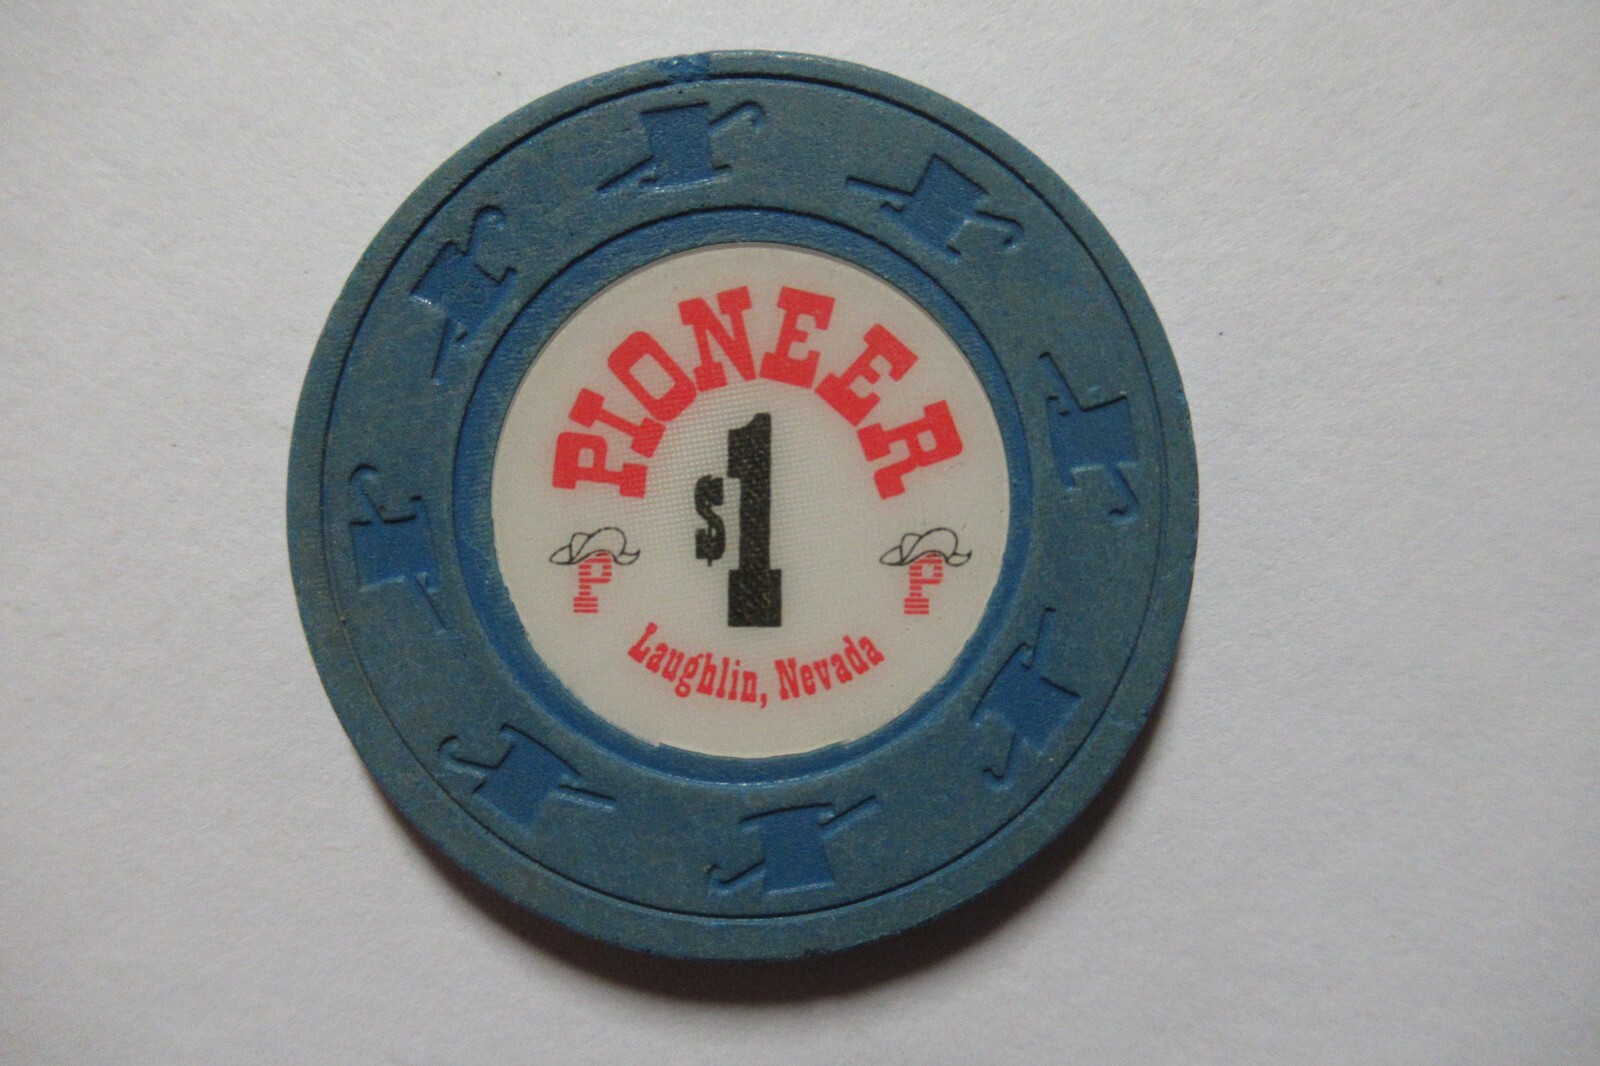 PIONEER
$1
P P
Laughlin, Nevada